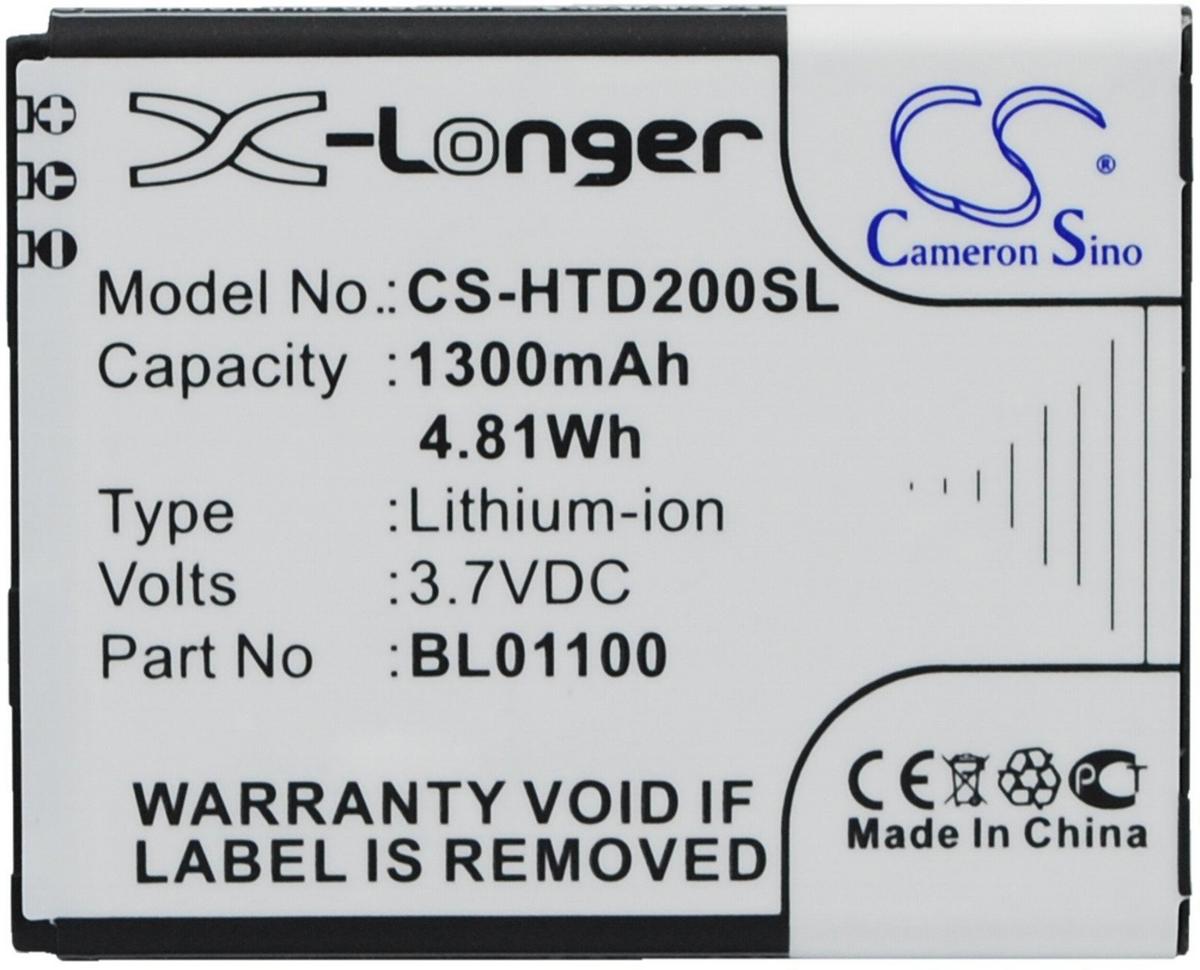 X-Longer
CS®
Cameron Sino
Model No.:CS-HTD200SL
Capacity :1300mAh
4.81Wh
Type :Lithium-ion
Volts :3.7VDC
Part No :BL01100
WARRANTY VOID IF
LABEL IS REMOVED
CE PCT
Made In China